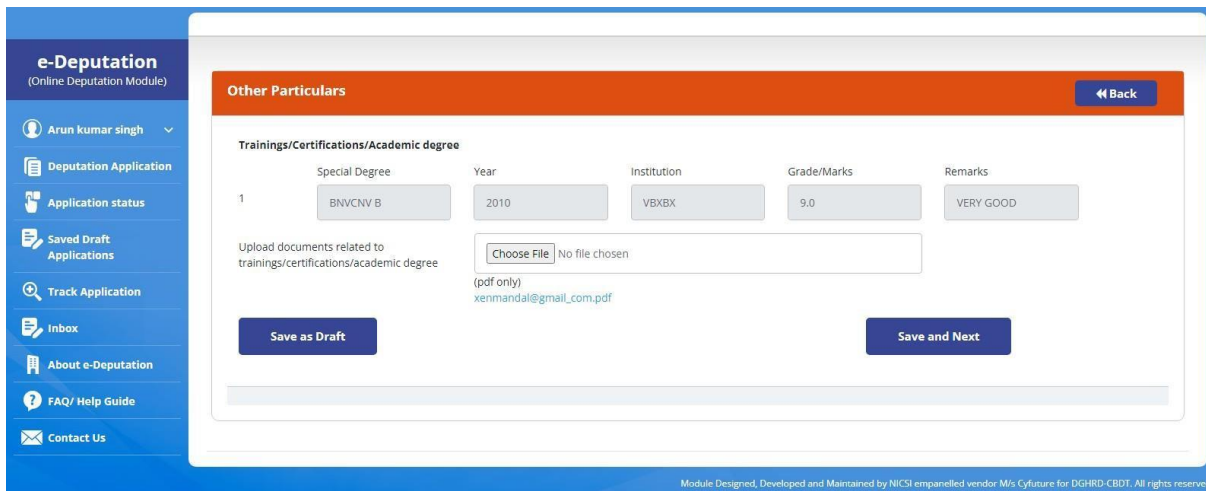 e-Deputation
(Online Deputation Module)
Arun kumar singh
Deputation Application
Application status
Saved Draft
Applications
Track Application
Inbox
About e-Deputation
FAQ/ Help Guide
Contact Us
Other Particulars
Back
Trainings/Certifications/Academic degree
Special Degree Year Institution Grade/Marks Remarks
1 BNVCNV B 2010 VBXBX 9.0 VERY GOOD
Upload documents related to
trainings/certifications/academic degree
Choose File No file chosen
(pdf only)
xenmandal@gmail_com.pdf
Save as Draft Save and Next
Module Designed, Developed and Maintained by NICSI empanelled vendor M/s Cyfuture for DGHRD-CBDT. All rights reserve